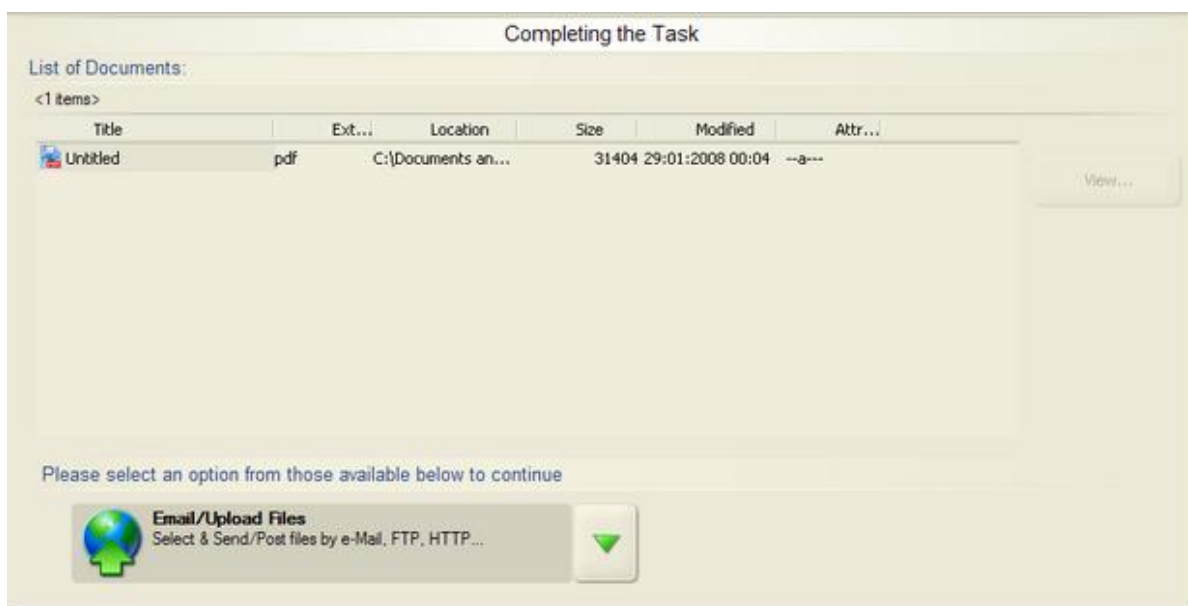 Completing the Task
List of Documents:
<1 items>
Title Ext... Location Size Modified Attr...
Untitled pdf C:\Documents an... 31404 29:01:2008 00:04 --a---
View...
Please select an option from those available below to continue
Email/Upload Files
Select & Send/Post files by e-Mail, FTP, HTTP...